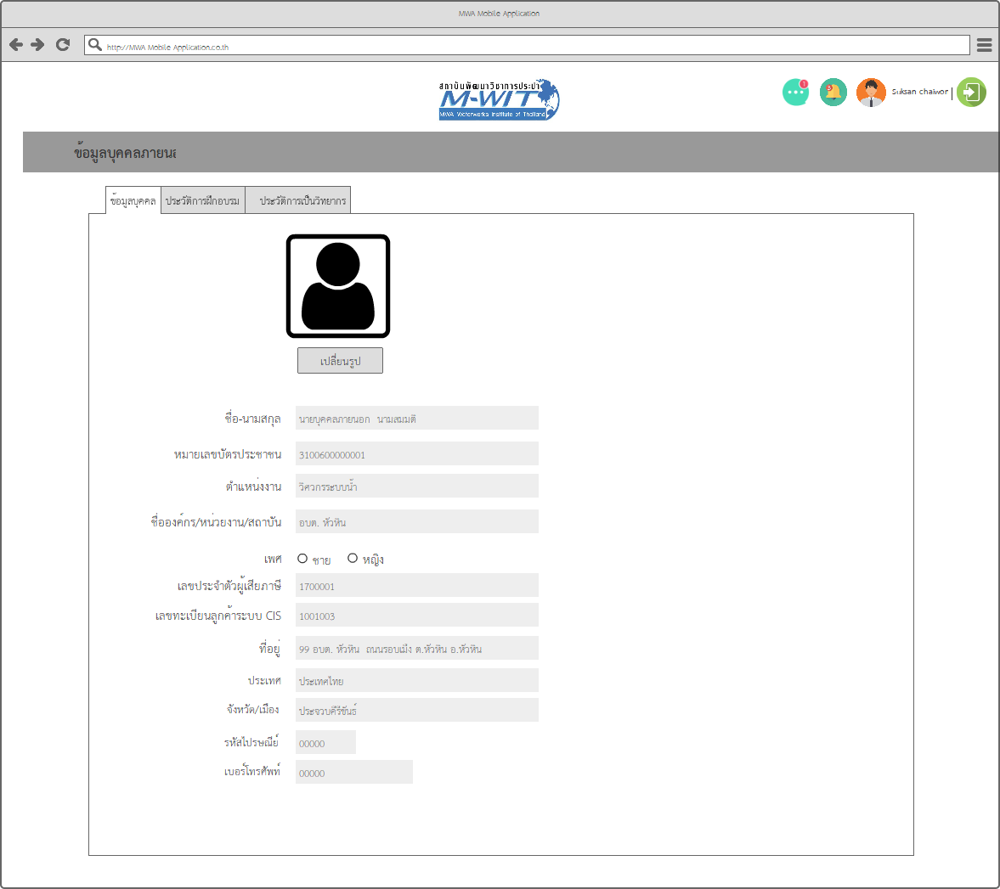 MWA Mobile Application
http://MWA Mobile Application.co.th
สถาบันพัฒนาวิชาการประปา
M-WIT
MWA Waterworks Institute of Thailand
1
3
Suksan chaiwon
ข้อมูลบุคคลภายนอ
ข้อมูลบุคคล ประวัติการฝึกอบรม ประวัติการเป็นวิทยากร
เปลี่ยนรูป
ชื่อ-นามสกุล นายบุคคลภายนอก นามสมมติ
หมายเลขบัตรประชาชน 3100600000001
ตำแหน่งงาน วิศวกรระบบน้ำ
ชื่อองค์กร/หน่วยงาน/สถาบัน อบต. หัวหิน
เพศ ชาย หญิง
เลขประจำตัวผู้เสียภาษี 1700001
เลขทะเบียนลูกค้าระบบ CIS 1001003
ที่อยู่ 99 อบต. หัวหิน ถนนรอบเมือง ต.หัวหิน อ.หัวหิน
ประเทศ ประเทศไทย
จังหวัด/เมือง ประจวบคีรีขันธ์
รหัสไปรษณีย์ 00000
เบอร์โทรศัพท์ 00000